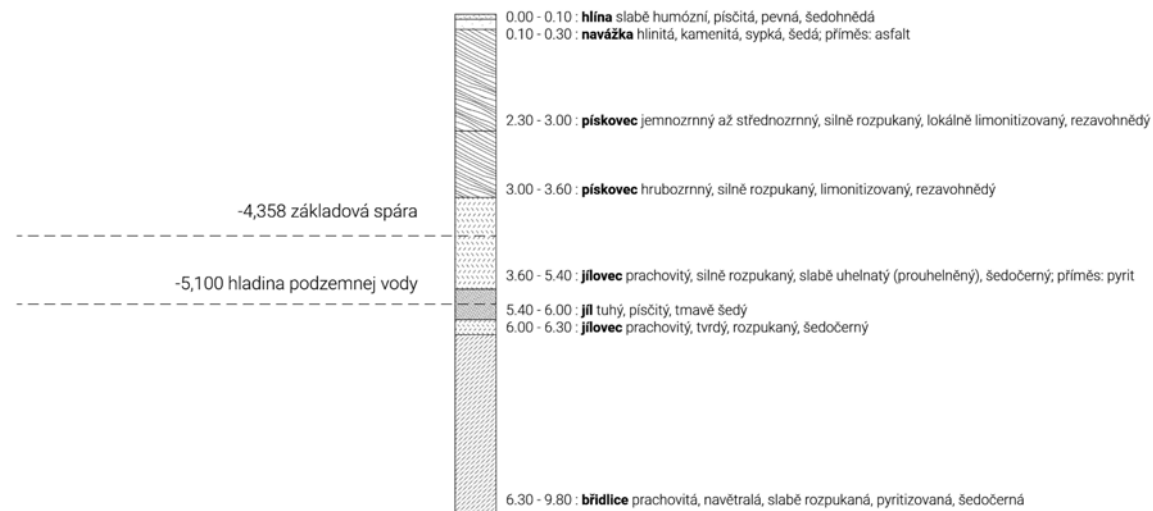 0.00 - 0.10 : hlína slabě humózní, písčitá, pevná, šedohnědá
0.10 - 0.30 : navážka hlinitá, kamenitá, sypká, šedá; příměs: asfalt
2.30 - 3.00 : pískovec jemnozrnný až střednozrnný, silně rozpukaný, lokálně limonitizovaný, rezavohnědý
3.00 - 3.60 : pískovec hrubozrnný, silně rozpukaný, limonitizovaný, rezavohnědý
-4,358 základová spára
3.60 - 5.40 : jílovec prachovitý, silně rozpukaný, slabě uhelnatý (prouhelněný), šedočerný; příměs: pyrit
-5,100 hladina podzemnej vody
5.40 - 6.00 : jíl tuhý, písčitý, tmavě šedý
6.00 - 6.30 : jílovec prachovitý, tvrdý, rozpukaný, šedočerný
6.30 - 9.80 : břidlice prachovitá, navětralá, slabě rozpukaná, pyritizovaná, šedočerná